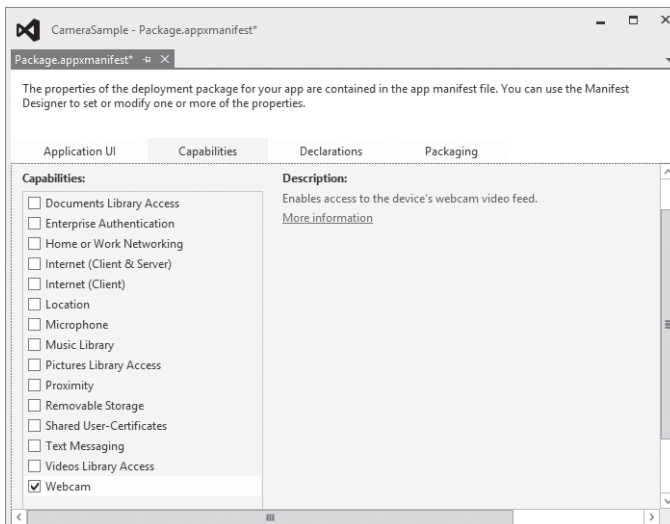 CameraSample - Package.appxmanifest*
Package.appxmanifest*
The properties of the deployment package for your app are contained in the app manifest file. You can use the Manifest
Designer to set or modify one or more of the properties.
Application UI Capabilities Declarations Packaging
Capabilities:
Documents Library Access
Enterprise Authentication
Home or Work Networking
Internet (Client & Server)
Internet (Client)
Location
Microphone
Music Library
Pictures Library Access
Proximity
Removable Storage
Shared User-Certificates
Text Messaging
Videos Library Access
Webcam
Description:
Enables access to the device's webcam video feed.
More information